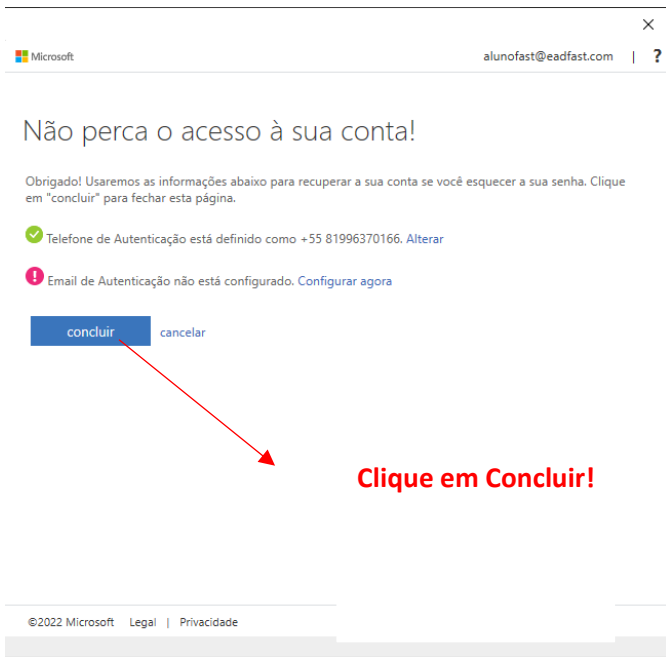 ×
Microsoft alunofast@eadfast.com | ?
Não perca o acesso à sua conta!
Obrigado! Usaremos as informações abaixo para recuperar a sua conta se você esquecer a sua senha. Clique
em "concluir" para fechar esta página.
Telefone de Autenticação está definido como +55 81996370166. Alterar
! Email de Autenticação não está configurado. Configurar agora
concluir cancelar
Clique em Concluir!
©2022 Microsoft Legal | Privacidade